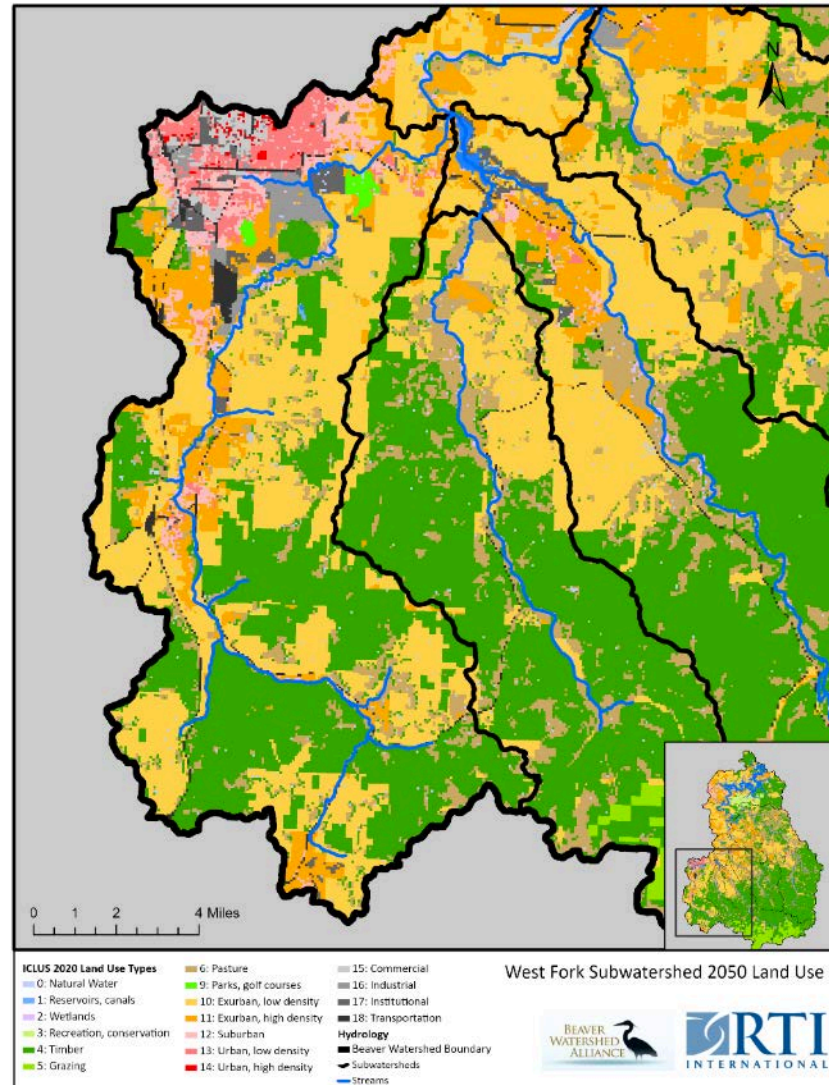 N
0 1 2 4 Miles
ICLUS 2020 Land Use Types
0: Natural Water
1: Reservoirs, canals
2: Wetlands
3: Recreation, conservation
4: Timber
5: Grazing
6: Pasture
9: Parks, golf courses
10: Exurban, low density
11: Exurban, high density
12: Suburban
13: Urban, low density
14: Urban, high density
15: Commercial
16: Industrial
17: Institutional
18: Transportation
Hydrology
Beaver Watershed Boundary
Subwatersheds
Streams
West Fork Subwatershed 2050 Land Use
BEAVER
WATERSHED
ALLIANCE
RTI
INTERNATIONAL